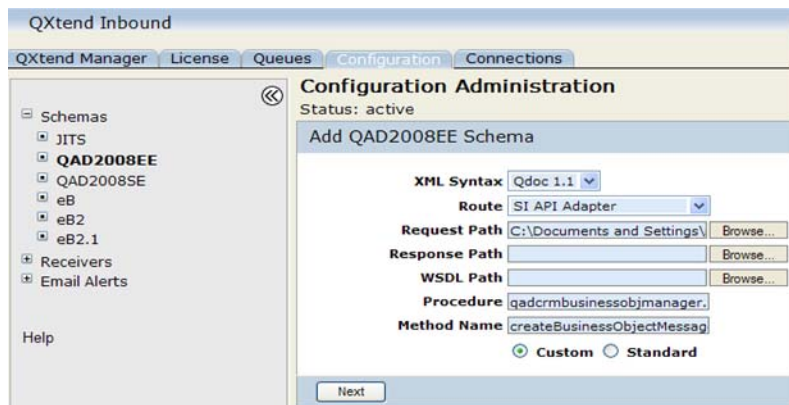 QXtend Inbound
QXtend Manager License Queues Configuration Connections
Schemas
JITS
QAD2008EE
QAD2008SE
eB
eB2
eB2.1
Receivers
Email Alerts
Help
Configuration Administration
Status: active
Add QAD2008EE Schema
XML Syntax Qdoc 1.1
Route SI API Adapter
Request Path C:\Documents and Settings\ Browse...
Response Path Browse...
WSDL Path Browse...
Procedure qadcrmbusinessobjmanager.
Method Name createBusinessObjectMessag
Custom Standard
Next